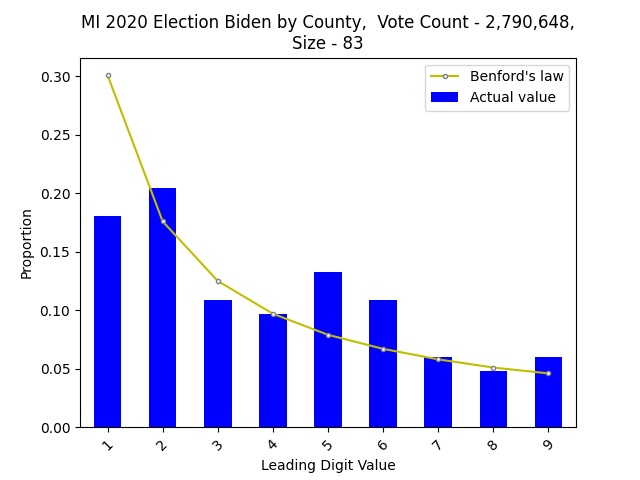 MI 2020 Election Biden by County,  Vote Count - 2,790,648,
Size - 83
Benford's law
Actual value
0.30
0.25
0.20
0.15
0.10
0.05
0.00
Proportion
1 2 3 4 5 6 7 8 9
Leading Digit Value